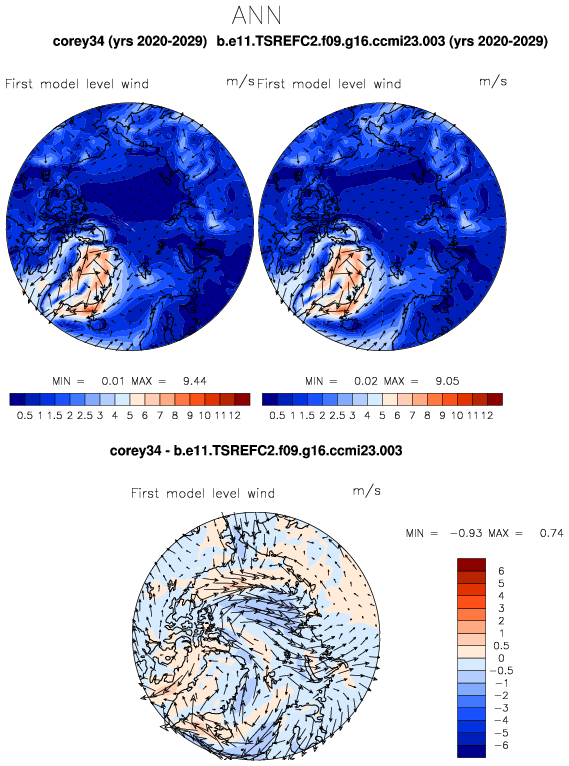 ANN
corey34 (yrs 2020-2029) b.e11.TSREFC2.f09.g16.ccmi23.003 (yrs 2020-2029)
First model level wind m/s First model level wind m/s
MIN = 0.01 MAX = 9.44 MIN = 0.02 MAX = 9.05
0.5 1 1.5 2 2.5 3 4 5 6 7 8 9 10 11 12 0.5 1 1.5 2 2.5 3 4 5 6 7 8 9 10 11 12
corey34 - b.e11.TSREFC2.f09.g16.ccmi23.003
First model level wind m/s
MIN = -0.93 MAX = 0.74
6
5
4
3
2
1
0.5
0
-0.5
-1
-2
-3
-4
-5
-6